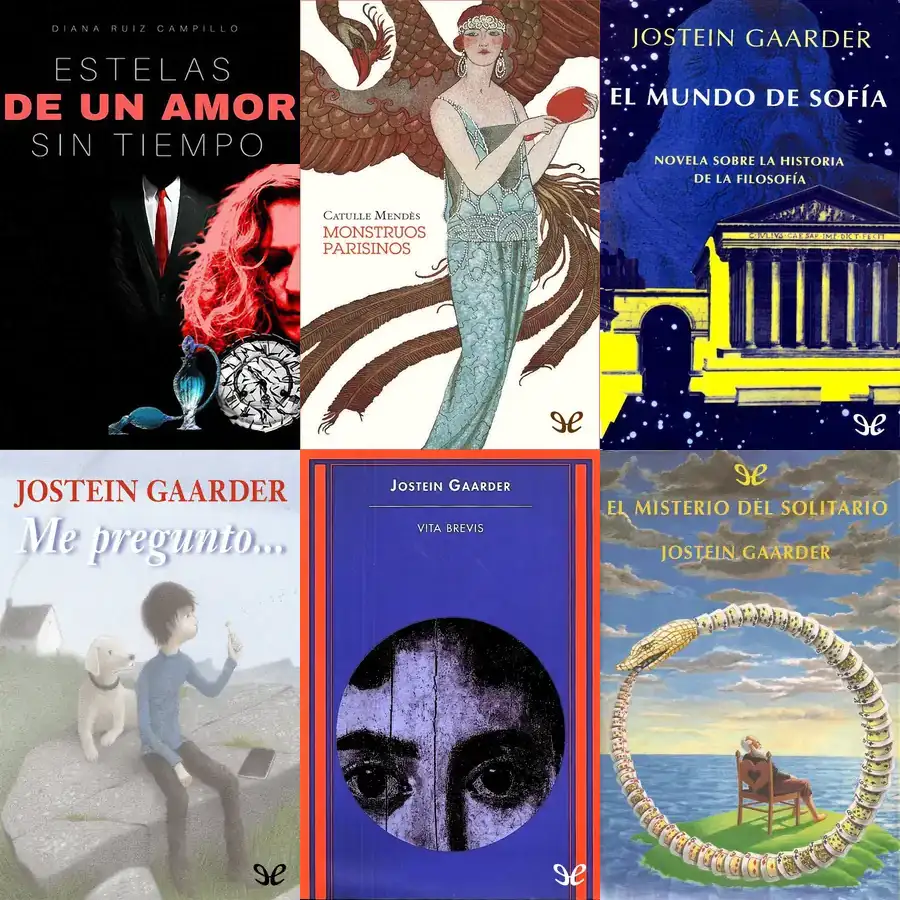 DIANA RUIZ CAMPILLO
ESTELAS
DE UN AMOR
SIN TIEMPO
CATULLE MENDÈS
MONSTRUOS
PARISINOS
JOSTEIN GAARDER
EL MUNDO DE SOFÍA
NOVELA SOBRE LA HISTORIA
DE LA FILOSOFÍA
JOSTEIN GAARDER
Me pregunto...
JOSTEIN GAARDER
VITA BREVIS
EL MISTERIO DEL SOLITARIO
JOSTEIN GAARDER